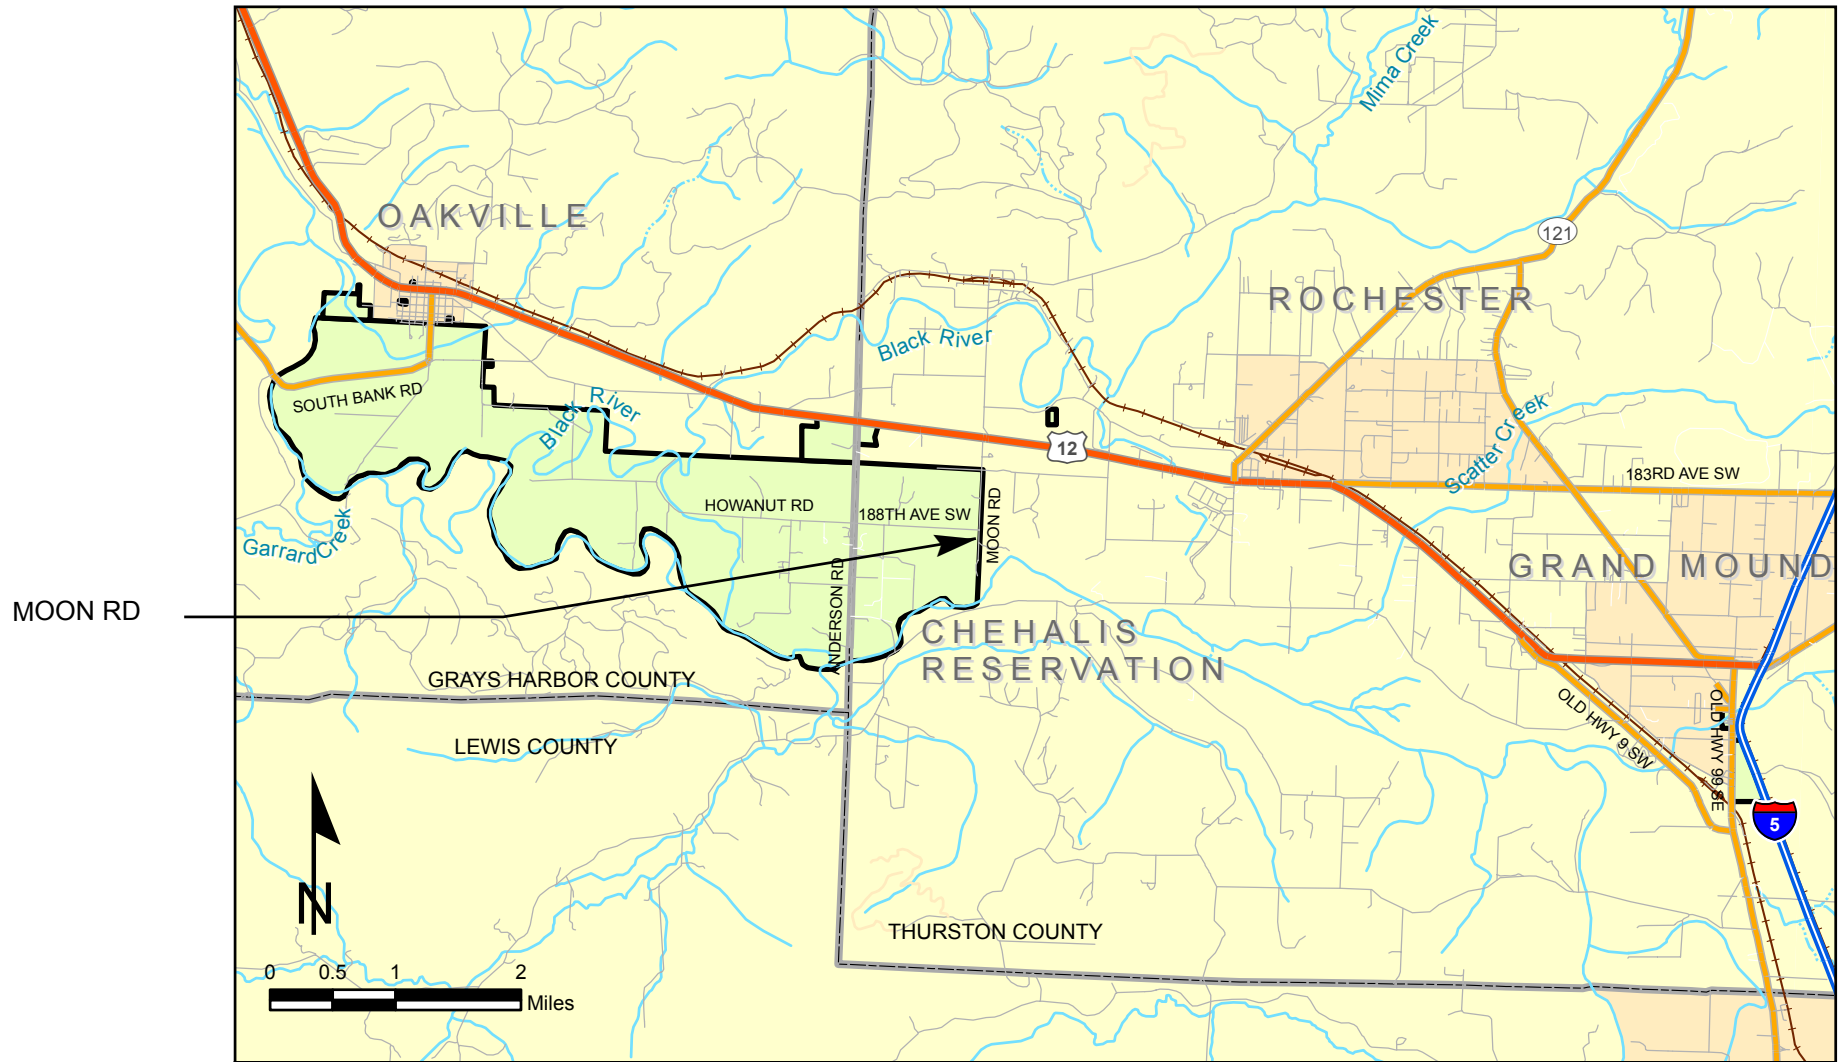 Mima Creek
OAKVILLE
121
ROCHESTER
Black River
SOUTH BANK RD
Black River
Scatter Creek
12
183RD AVE SW
HOWANUT RD
188TH AVE SW
MOON RD
Garrard Creek
GRAND MOUND
ANDERSON RD
MOON RD
CHEHALIS
RESERVATION
GRAYS HARBOR COUNTY
OLD HWY 9 SW
OLD HWY 99 SE
LEWIS COUNTY
5
N
THURSTON COUNTY
0 0.5 1 2
Miles